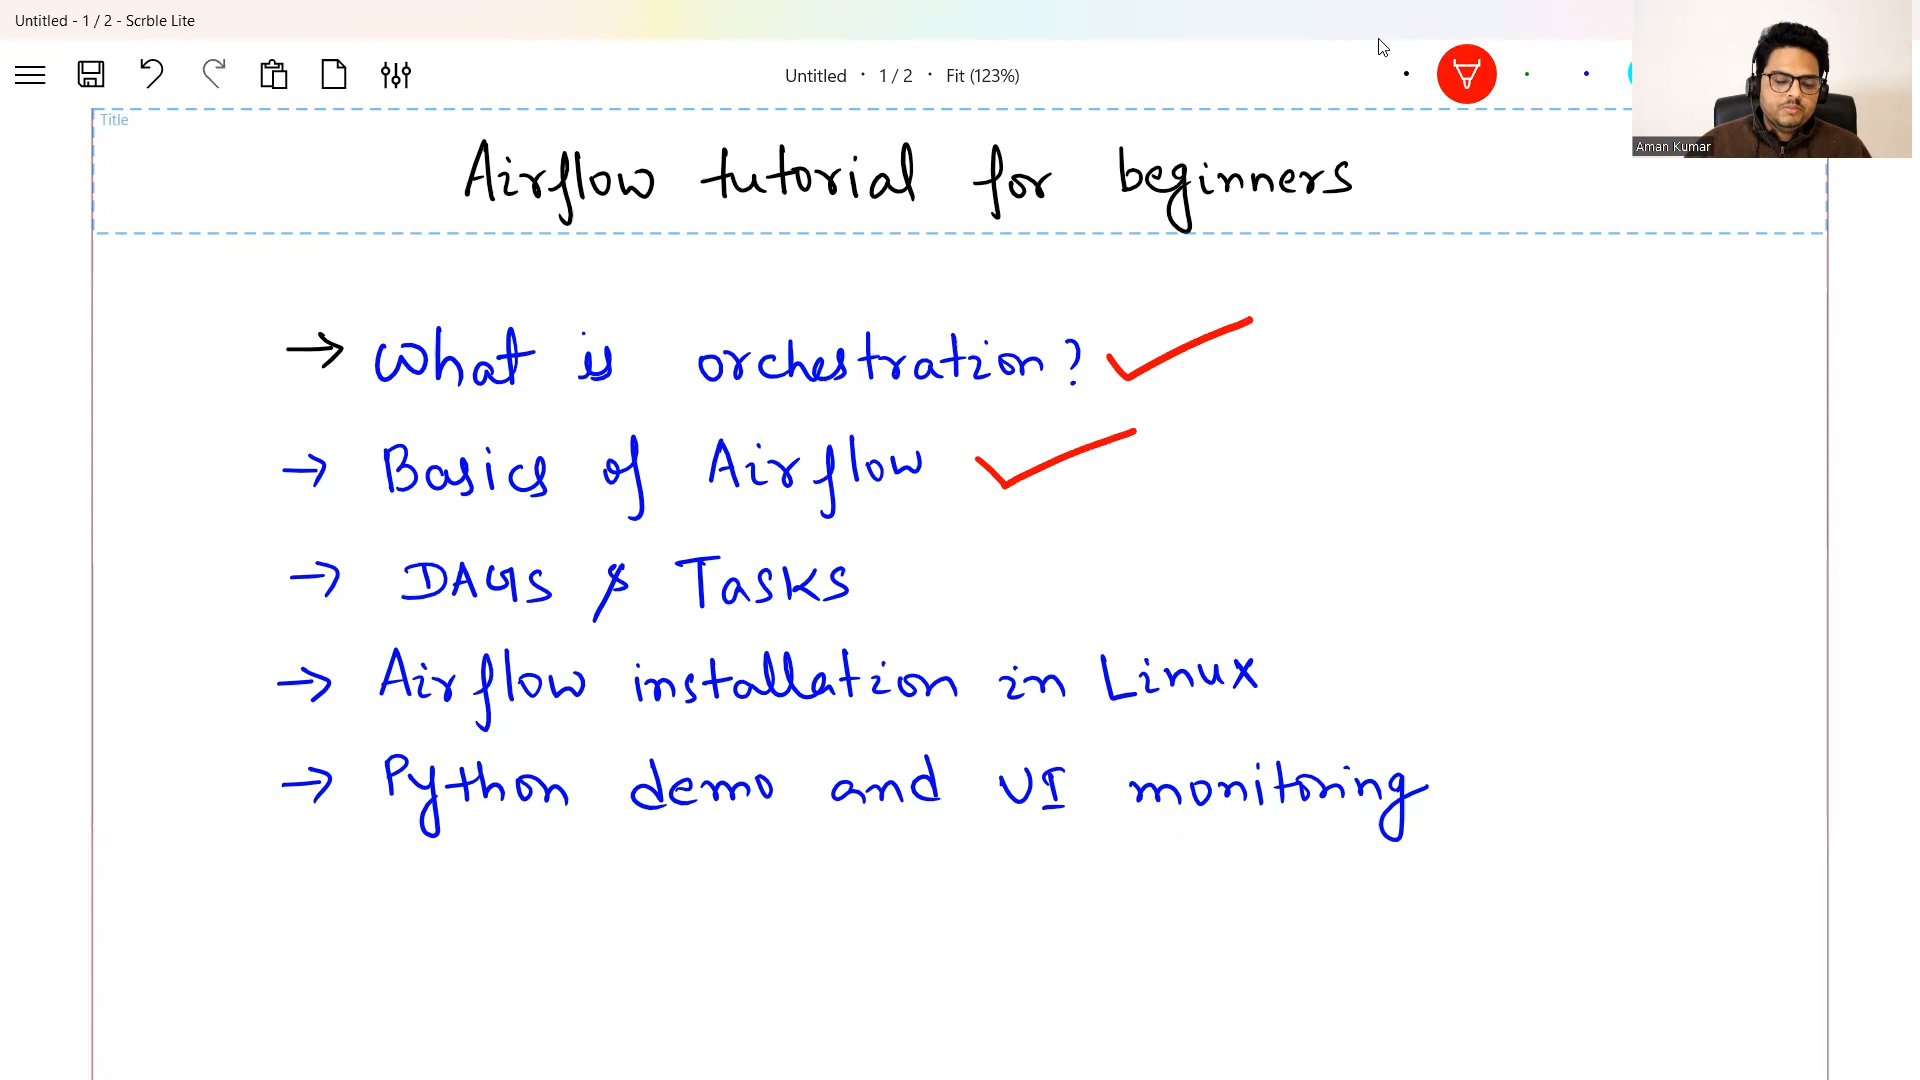 Untitled - 1 / 2 - Scrble Lite
Untitled • 1 / 2 • Fit (123%)
Aman Kumar
Title
Airflow tutorial for beginners
→ What is orchestration?
→ Basics of Airflow
→ DAGS & Tasks
→ Airflow installation in Linux
→ Python demo and UI monitoring